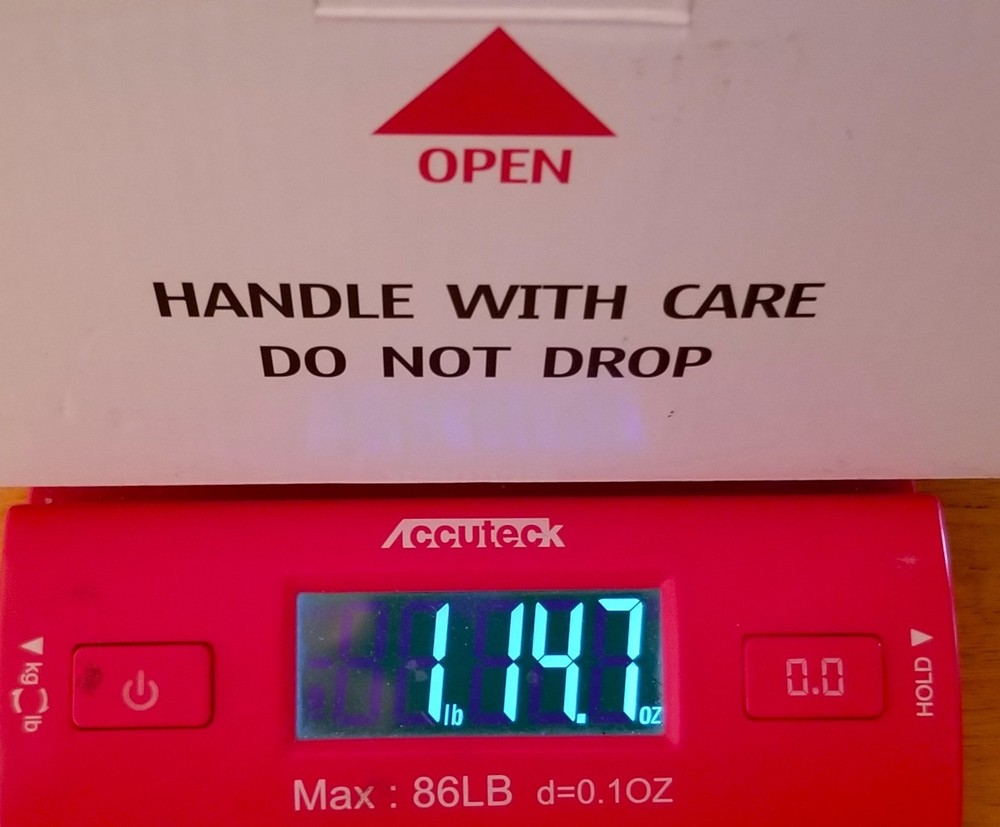 OPEN
HANDLE WITH CARE
DO NOT DROP
Accuteck
1 lb 14.7 oz
kg lb
0.0
HOLD
Max : 86LB d=0.1OZ